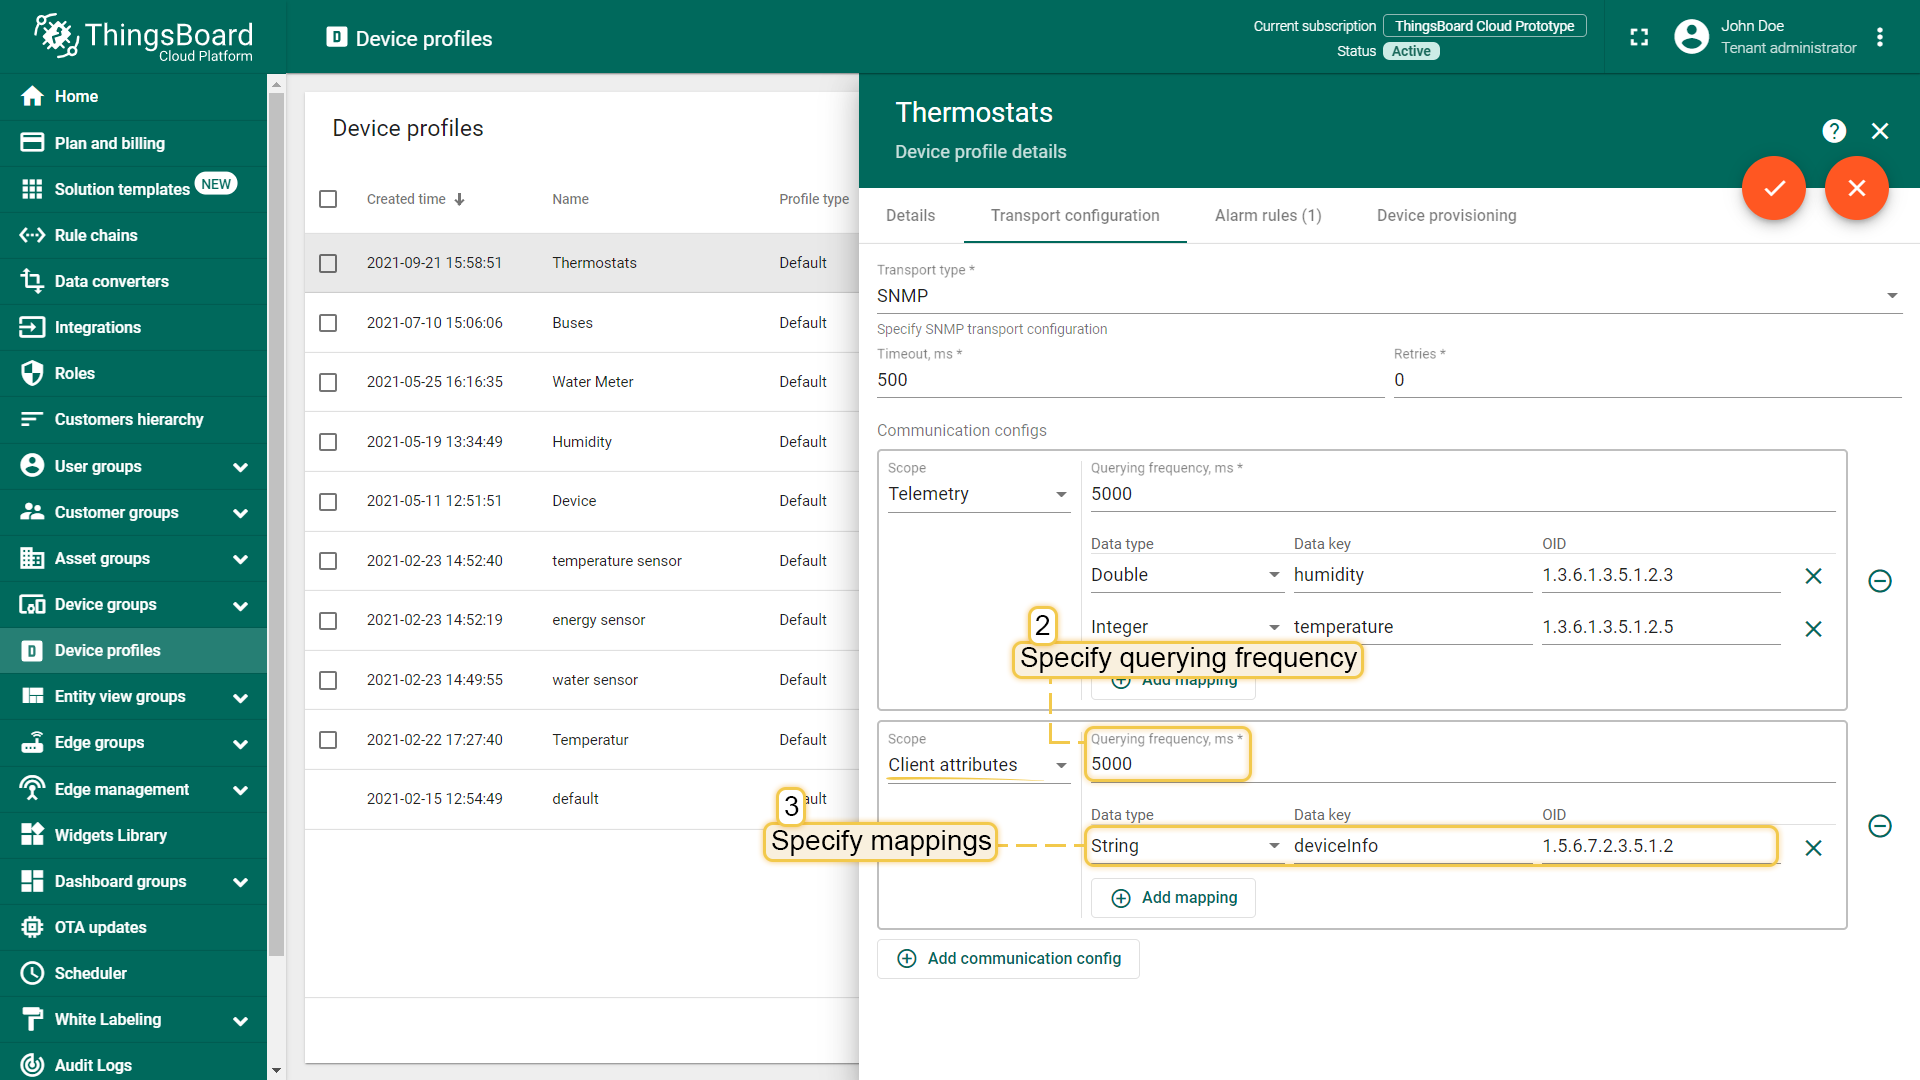 ThingsBoard
Cloud Platform
Device profiles
Current subscription ThingsBoard Cloud Prototype
Status Active
John Doe
Tenant administrator
Home
Plan and billing
Solution templates NEW
Rule chains
Data converters
Integrations
Roles
Customers hierarchy
User groups
Customer groups
Asset groups
Device groups
Device profiles
Entity view groups
Edge groups
Edge management
Widgets Library
Dashboard groups
OTA updates
Scheduler
White Labeling
Audit Logs
Device profiles
Created time Name Profile type
2021-09-21 15:58:51 Thermostats Default
2021-07-10 15:06:06 Buses Default
2021-05-25 16:16:35 Water Meter Default
2021-05-19 13:34:49 Humidity Default
2021-05-11 12:51:51 Device Default
2021-02-23 14:52:40 temperature sensor Default
2021-02-23 14:52:19 energy sensor Default
2021-02-23 14:49:55 water sensor Default
2021-02-22 17:27:40 Temperatur Default
2021-02-15 12:54:49 default ault
Thermostats
Device profile details
?
Details Transport configuration Alarm rules (1) Device provisioning
Transport type *
SNMP
Specify SNMP transport configuration
Timeout, ms * Retries *
500 0
Communication configs
Scope Querying frequency, ms *
Telemetry 5000
Data type Data key OID
Double humidity 1.3.6.1.3.5.1.2.3
Integer temperature 1.3.6.1.3.5.1.2.5
2
Specify querying frequency
Add mapping
Scope Querying frequency, ms *
Client attributes 5000
Data type Data key OID
3
Specify mappings
String deviceInfo 1.5.6.7.2.3.5.1.2
Add mapping
Add communication config